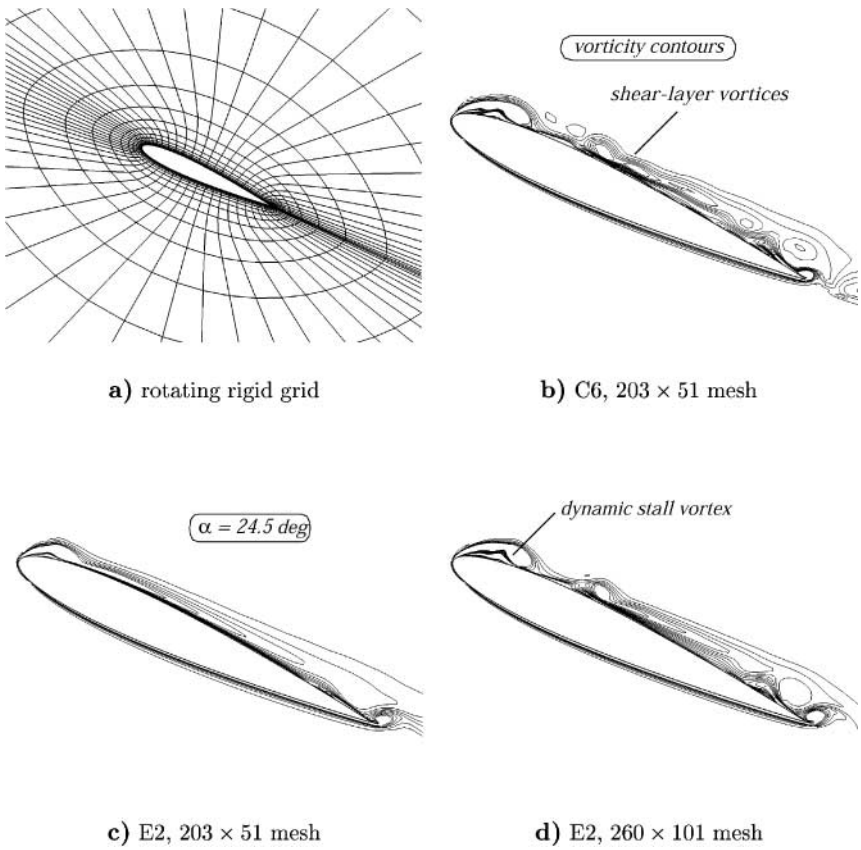 vorticity contours
shear-layer vortices
a) rotating rigid grid
b) C6, 203 × 51 mesh
α = 24.5 deg
dynamic stall vortex
c) E2, 203 × 51 mesh
d) E2, 260 × 101 mesh